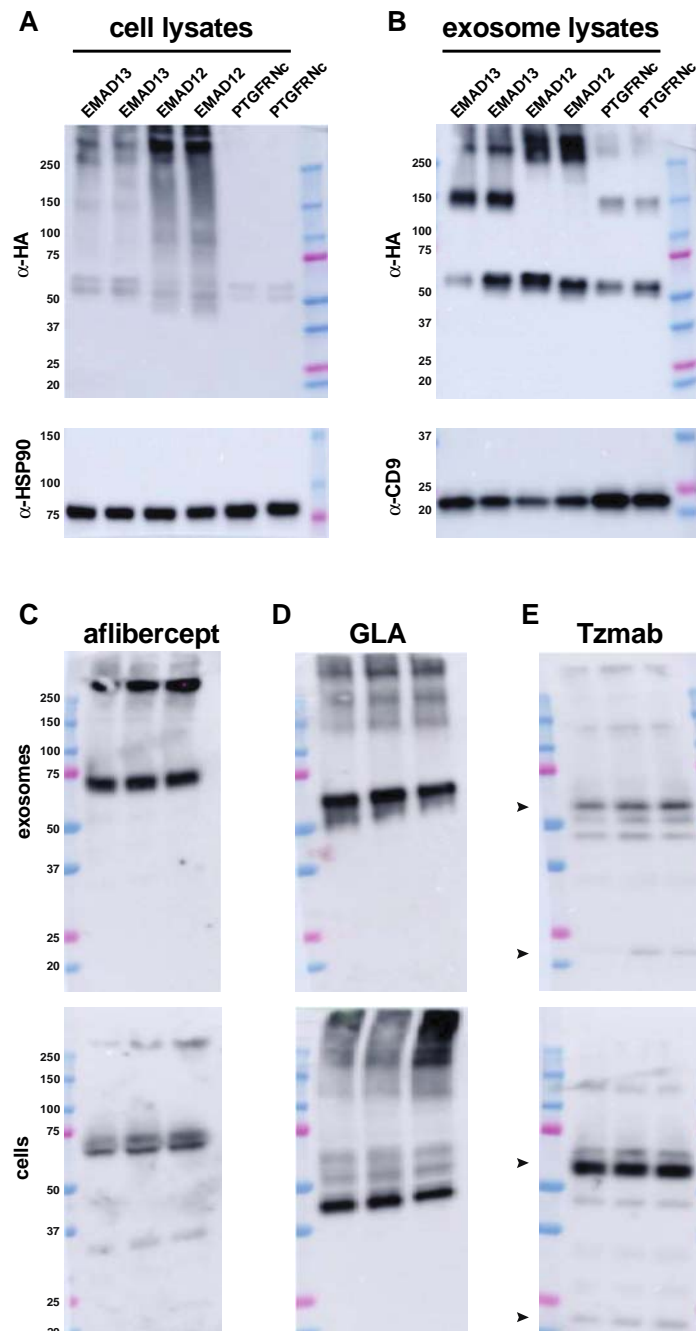 A cell lysates
B exosome lysates
EMAD13 EMAD13 EMAD12 EMAD12 PTGFRNc PTGFRNc
EMAD13 EMAD13 EMAD12 EMAD12 PTGFRNc PTGFRNc
α-HA
250
150
100
75
50
37
25
20
α-HA
250
150
100
75
50
37
25
20
α-HSP90
150
100
75
α-CD9
37
25
20
C aflibercept
D GLA
E Tzmab
exosomes
250
150
100
75
50
37
25
20
cells
250
150
100
75
50
37
25
20